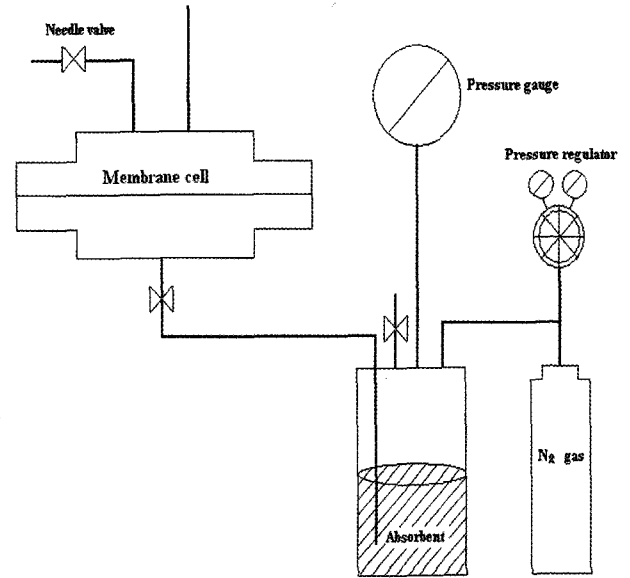 Needle valve
Pressure gauge
Pressure regulator
Membrane cell
N₂ gas
Absorbent